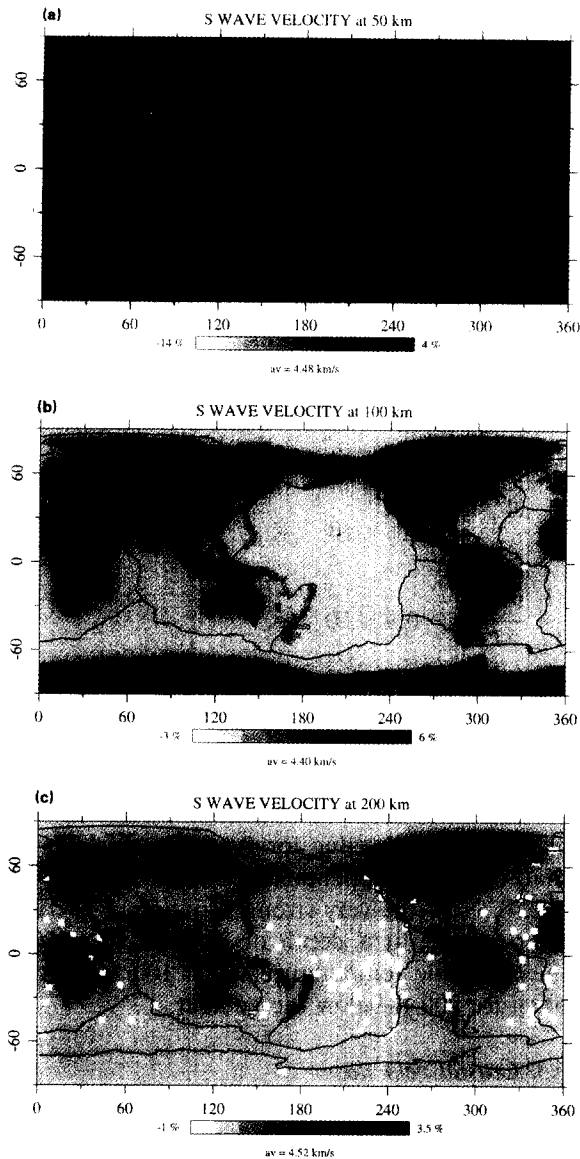 (a)
S WAVE VELOCITY at 50 km
60
0
-60
0 60 120 180 240 300 360
-14 % 4 %
av = 4.48 km/s
(b)
S WAVE VELOCITY at 100 km
60
0
-60
0 60 120 180 240 300 360
-3 % 6 %
av = 4.40 km/s
(c)
S WAVE VELOCITY at 200 km
60
0
-60
0 60 120 180 240 300 360
-1 % 3.5 %
av = 4.52 km/s